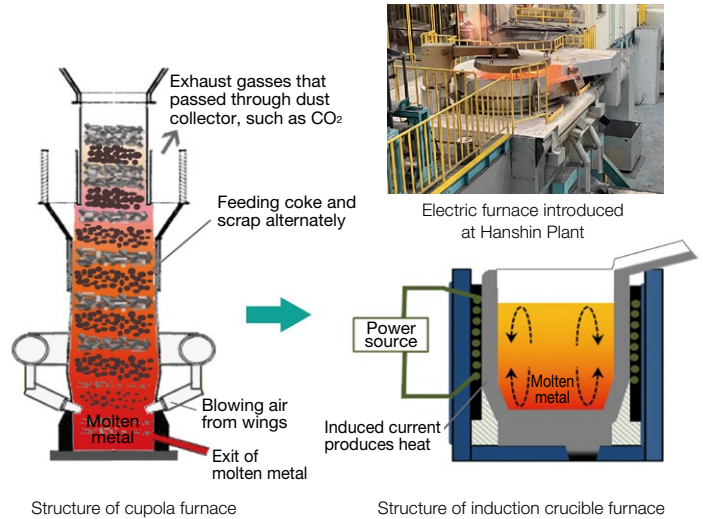 Exhaust gasses that
passed through dust
collector, such as CO2
Feeding coke and
scrap alternately
Blowing air
from wings
Molten
metal
Exit of
molten metal
Structure of cupola furnace
Electric furnace introduced
at Hanshin Plant
Power
source
Molten
metal
Induced current
produces heat
Structure of induction crucible furnace